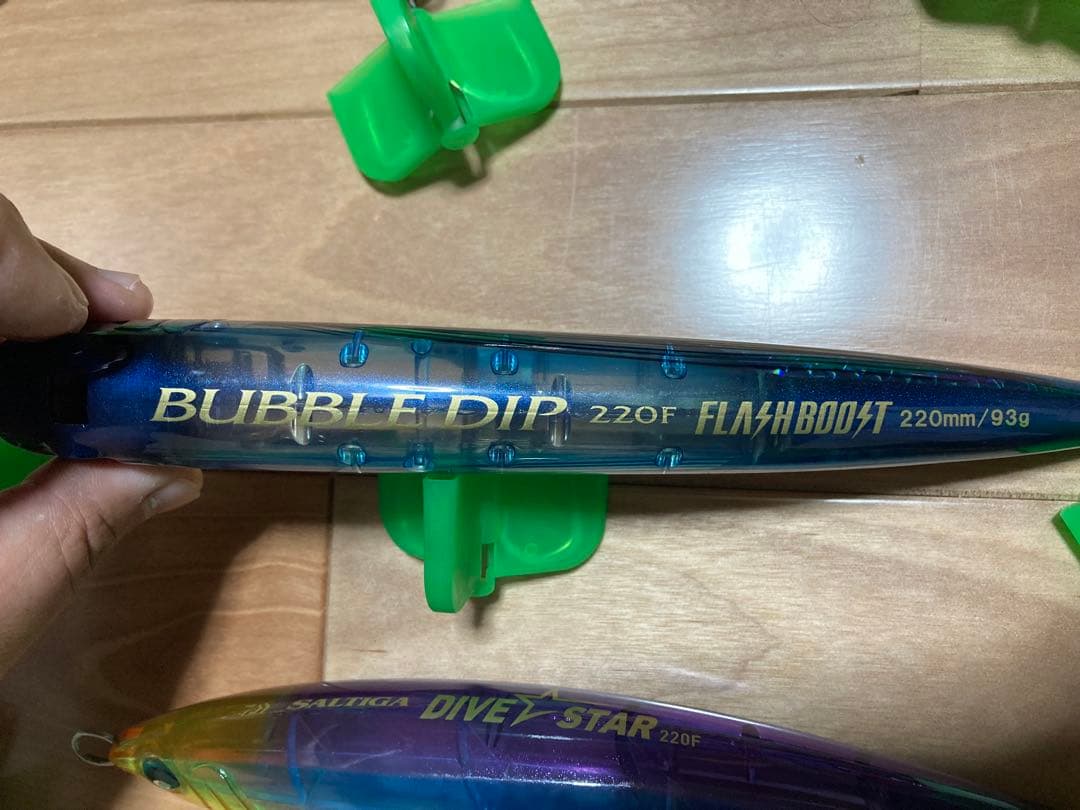 BUBBLE DIP 220F FLASHBOOST 220mm/93g
SALTIGA DIVE STAR 220F